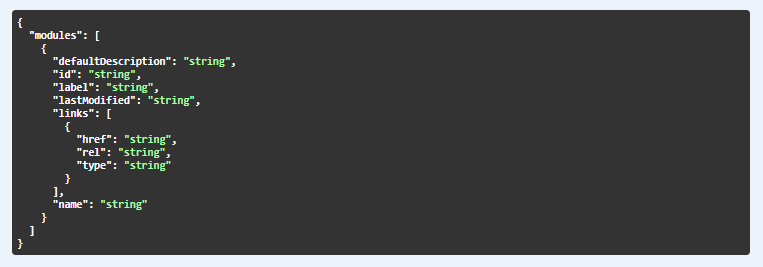 {
  "modules": [
    {
      "defaultDescription": "string",
      "id": "string",
      "label": "string",
      "lastModified": "string",
      "links": [
        {
          "href": "string",
          "rel": "string",
          "type": "string"
        }
      ],
      "name": "string"
    }
  ]
}